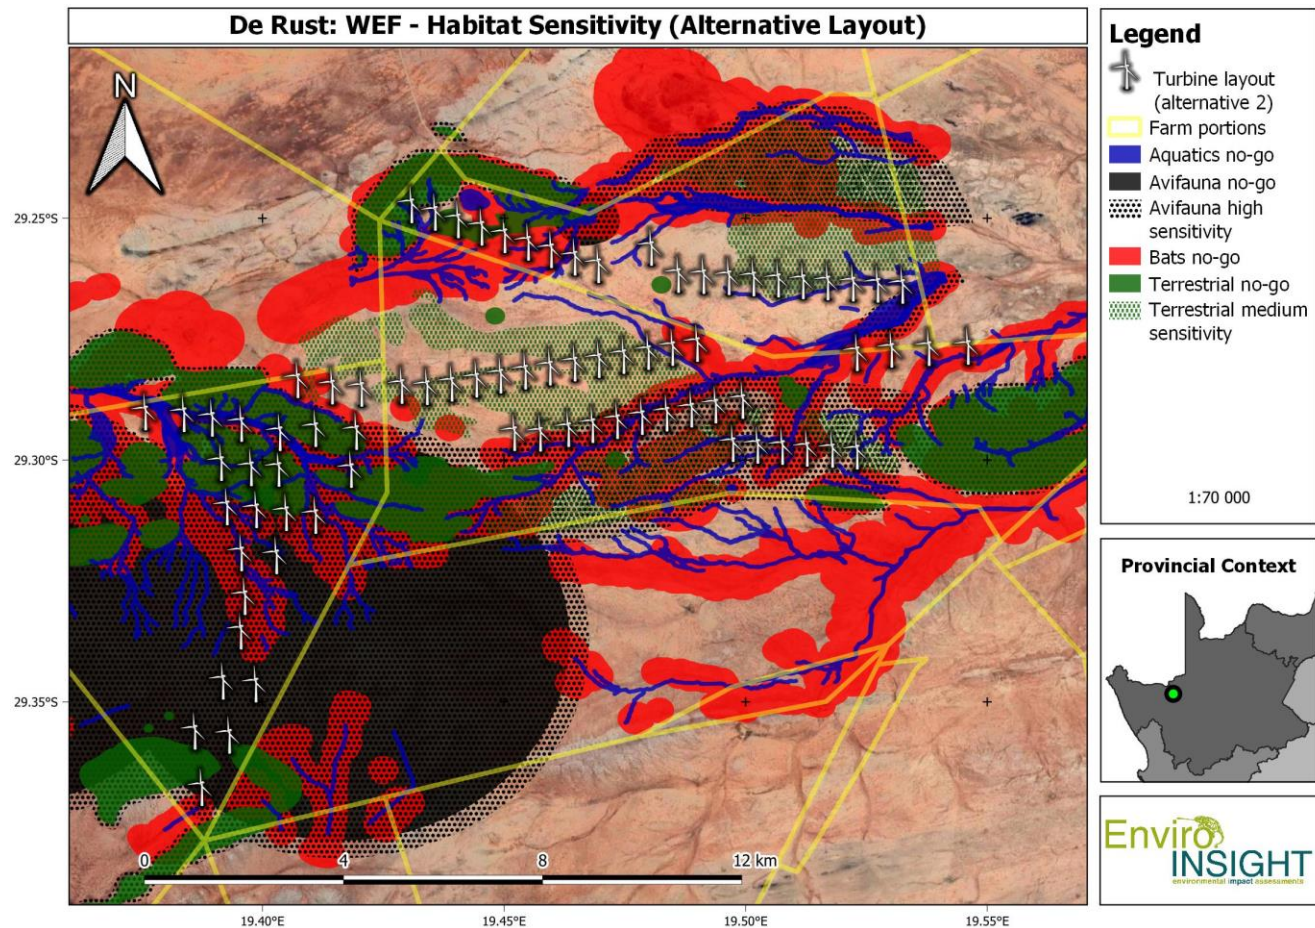 De Rust: WEF - Habitat Sensitivity (Alternative Layout)
N
29.25°S
29.30°S
29.35°S
0
4
8
12 km
19.40°E
19.45°E
19.50°E
19.55°E
Legend
Turbine layout
(alternative 2)
Farm portions
Aquatics no-go
Avifauna no-go
Avifauna high
sensitivity
Bats no-go
Terrestrial no-go
Terrestrial medium
sensitivity
1:70 000
Provincial Context
Enviro
INSIGHT
environmental impact assessments